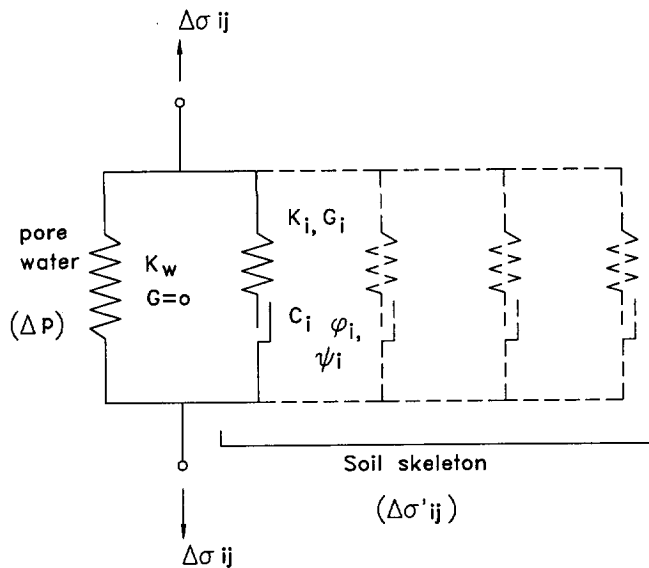 Δσ ij
K_i, G_i
pore
water
K_w
G=o
(Δp)
C_i φ_i,
ψ_i
Soil skeleton
(Δσ'ij)
Δσ ij